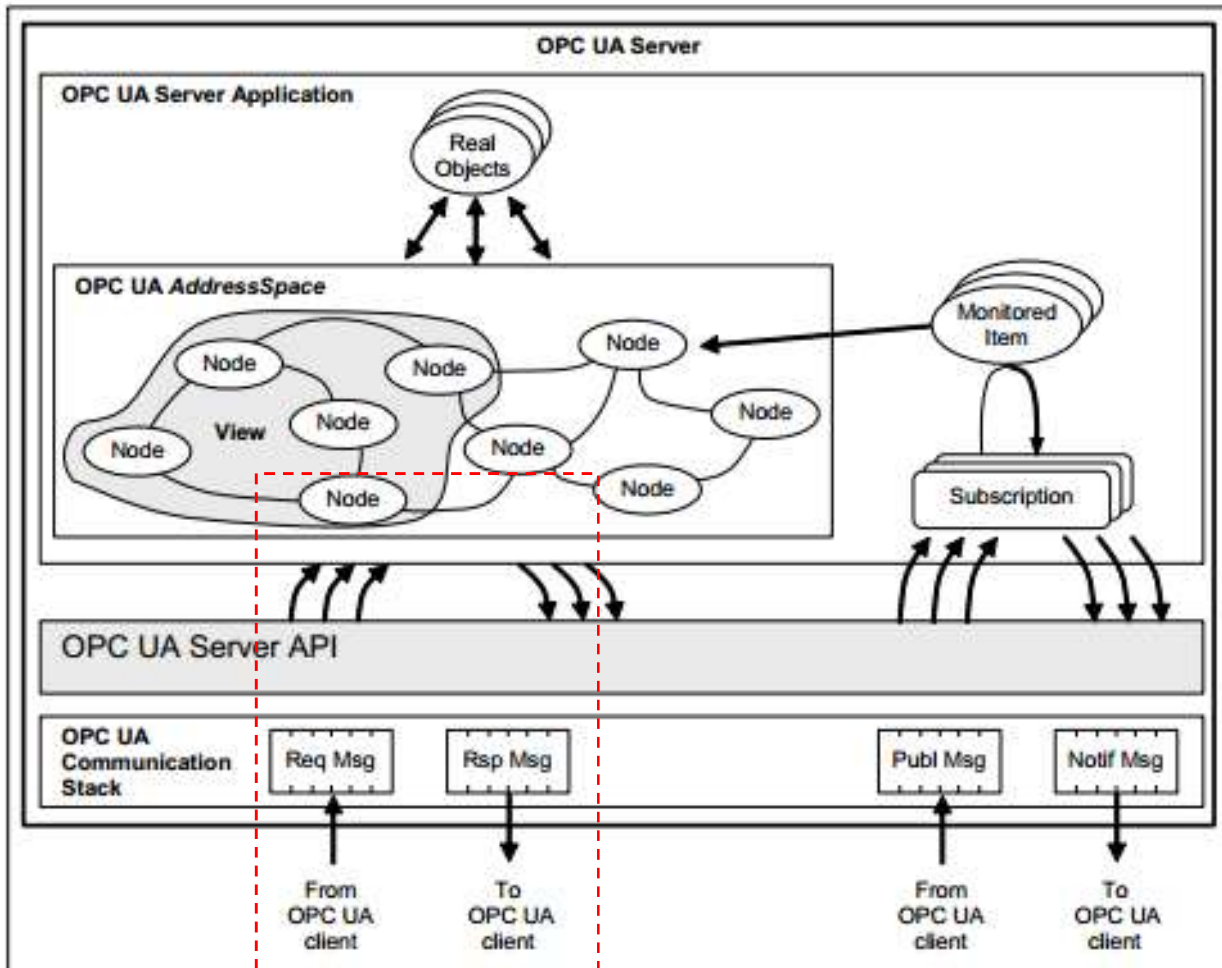 OPC UA Server
OPC UA Server Application
Real
Objects
OPC UA AddressSpace
Monitored
Item
Node
Node
Node
Node
Node
View
Node
Node
Node
Node
Subscription
OPC UA Server API
OPC UA
Communication
Stack
Req Msg
Rsp Msg
Publ Msg
Notif Msg
From
OPC UA
client
To
OPC UA
client
From
OPC UA
client
To
OPC UA
client